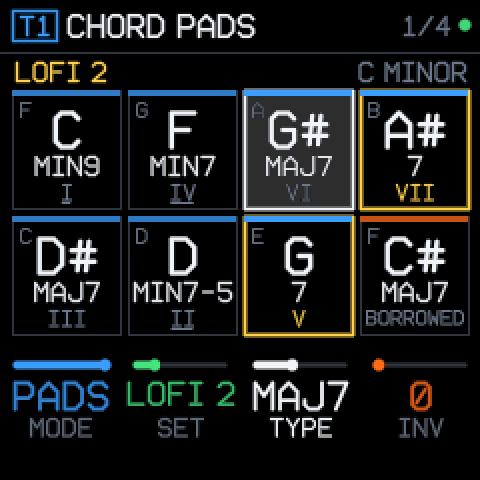 T1 CHORD PADS 1/4
LOFI 2 C MINOR
F G A B
C F G# A#
MIN9 MIN7 MAJ7 7
I IV VI VII
C D E F
D# D G C#
MAJ7 MIN7-5 7 MAJ7
III II V BORROWED
PADS LOFI 2 MAJ7 0
MODE SET TYPE INV